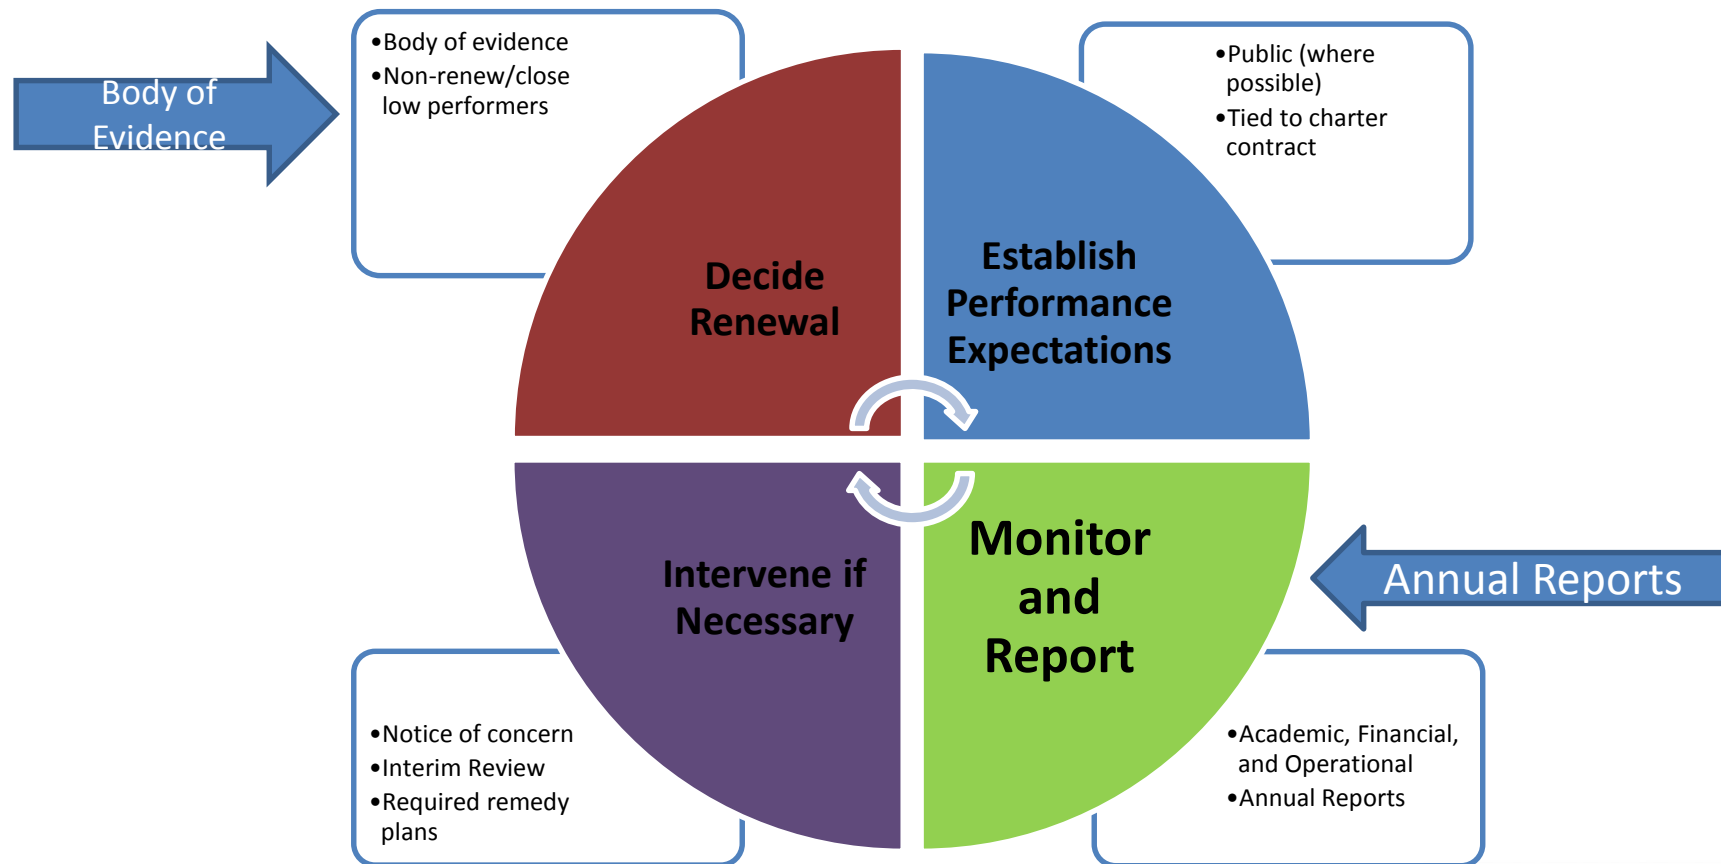 Body of
Evidence
•Body of evidence
•Non-renew/close
low performers
•Public (where
possible)
•Tied to charter
contract
Decide
Renewal
Establish
Performance
Expectations
Intervene if
Necessary
Monitor
and
Report
Annual Reports
•Notice of concern
•Interim Review
•Required remedy
plans
•Academic, Financial,
and Operational
•Annual Reports